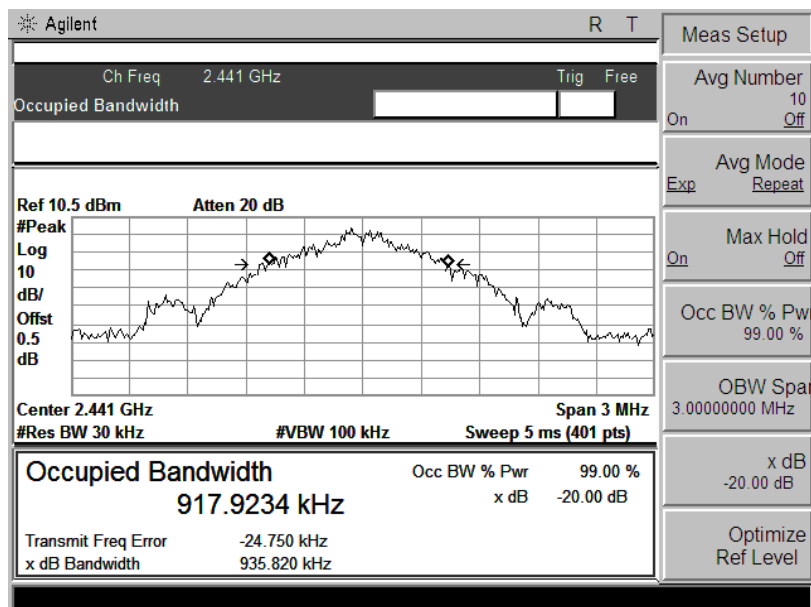 Agilent R T
Ch Freq 2.441 GHz Trig Free
Occupied Bandwidth
Ref 10.5 dBm Atten 20 dB
#Peak
Log
10
dB/
Offst
0.5
dB
Center 2.441 GHz Span 3 MHz
#Res BW 30 kHz #VBW 100 kHz Sweep 5 ms (401 pts)
Occupied Bandwidth Occ BW % Pwr 99.00 %
917.9234 kHz x dB -20.00 dB
Transmit Freq Error -24.750 kHz
x dB Bandwidth 935.820 kHz
Meas Setup
Avg Number
10
On Off
Avg Mode
Exp Repeat
Max Hold
On Off
Occ BW % Pwr
99.00 %
OBW Spa
3.00000000 MHz
x dB
-20.00 dB
Optimize
Ref Level